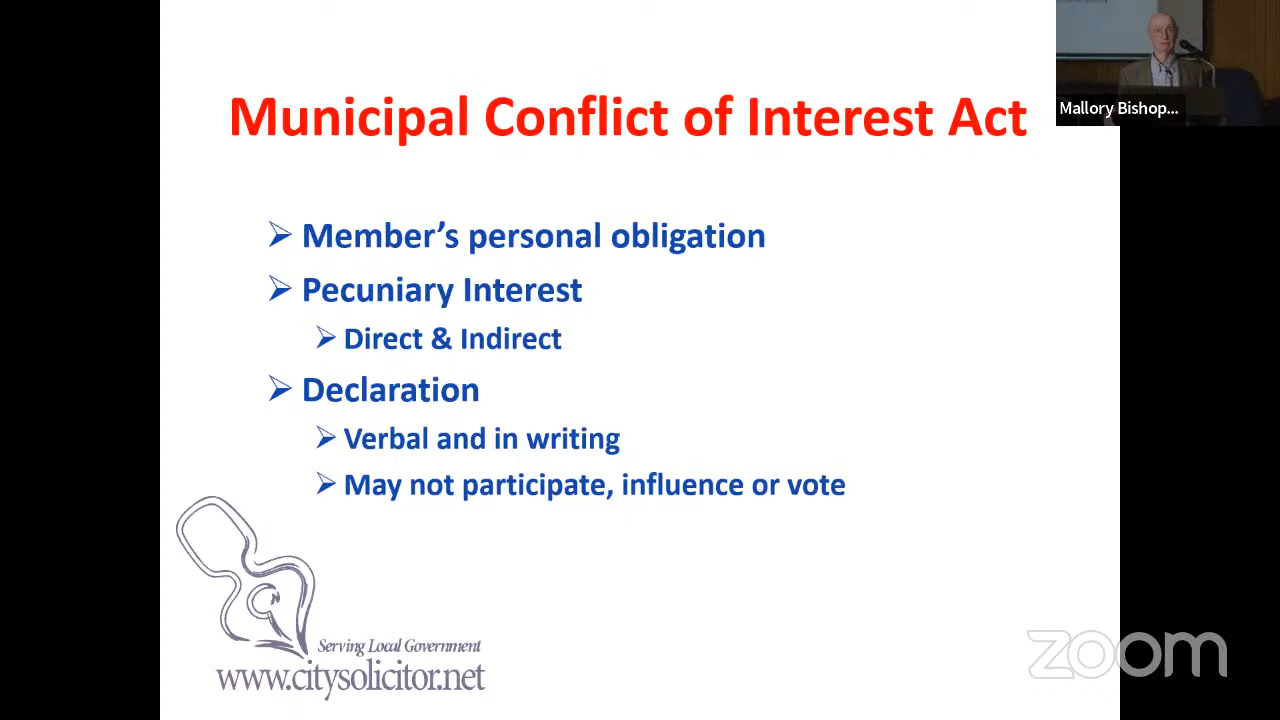 Municipal Conflict of Interest Act
Mallory Bishop...
➢ Member’s personal obligation
➢ Pecuniary Interest
➢ Direct & Indirect
➢ Declaration
➢ Verbal and in writing
➢ May not participate, influence or vote
Serving Local Government
www.citysolicitor.net
zoom